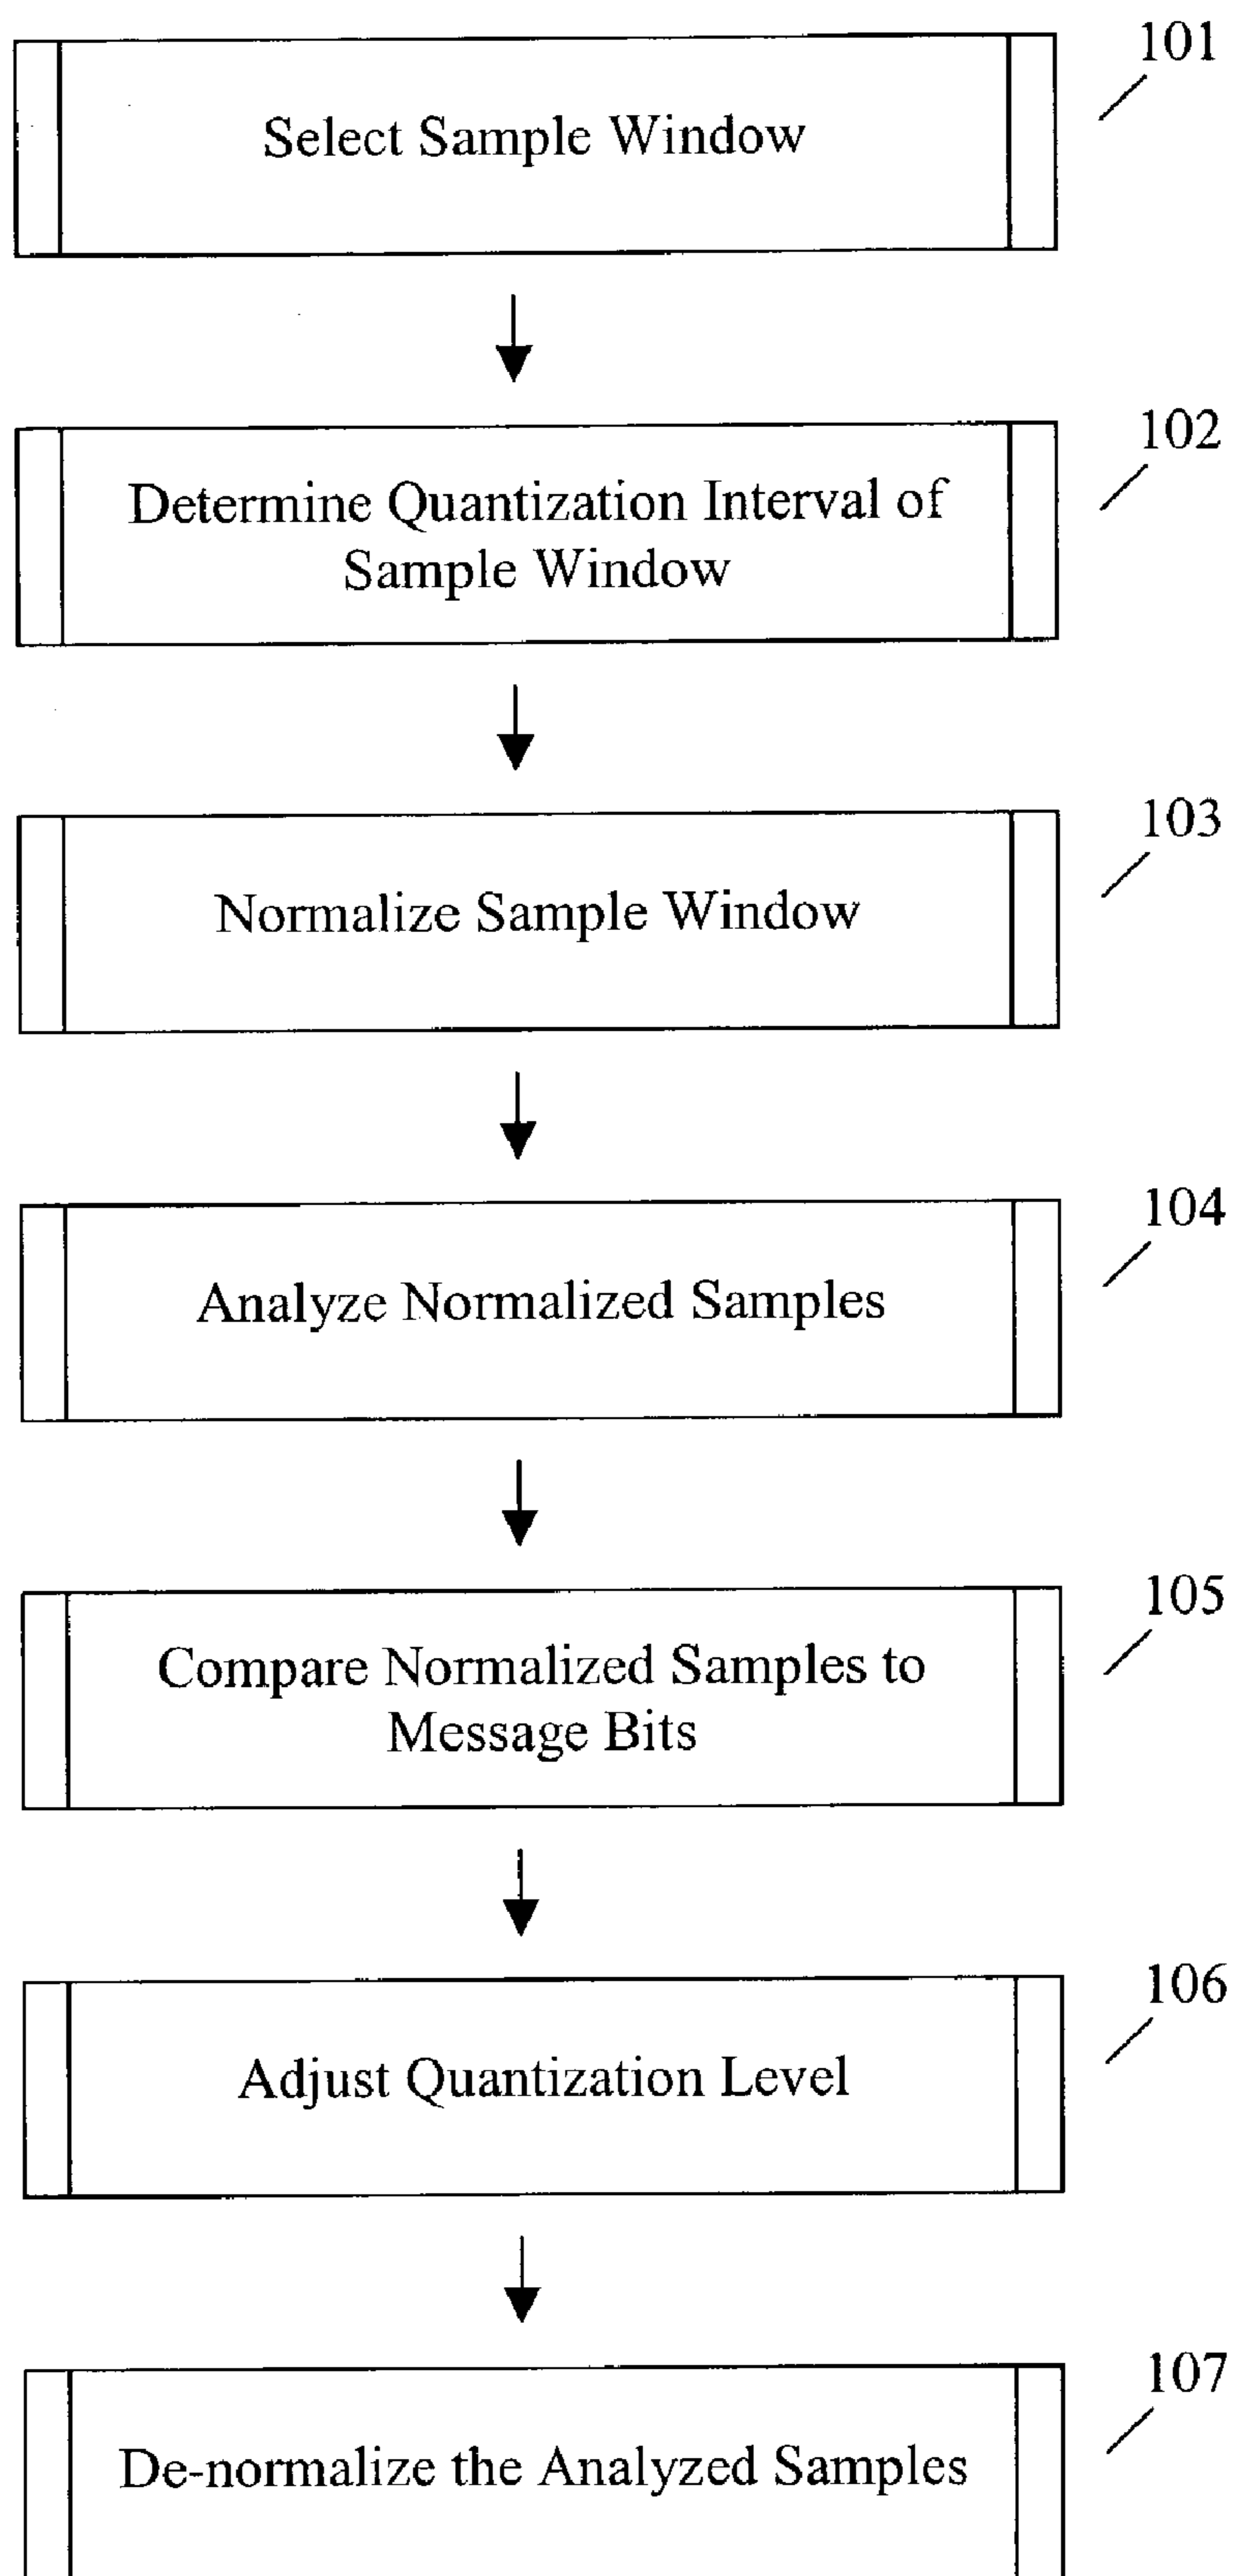 101
Select Sample Window
102
Determine Quantization Interval of
Sample Window
103
Normalize Sample Window
104
Analyze Normalized Samples
105
Compare Normalized Samples to
Message Bits
106
Adjust Quantization Level
107
De-normalize the Analyzed Samples